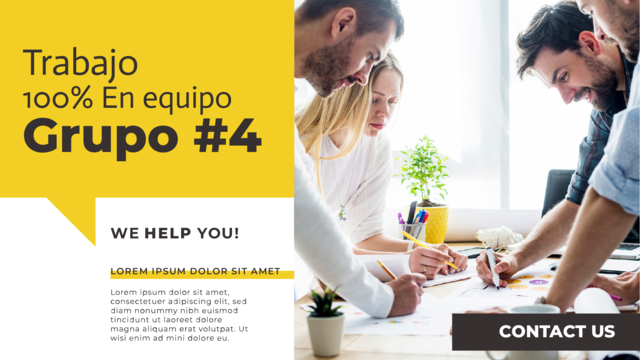 Trabajo
100% En equipo
Grupo #4
WE HELP YOU!
LOREM IPSUM DOLOR SIT AMET
Lorem ipsum dolor sit amet,
consectetuer adipiscing elit, sed
diam nonummy nibh euismod
tincidunt ut laoreet dolore
magna aliquam erat volutpat. Ut
wisi enim ad mini dolore eu.
CONTACT US